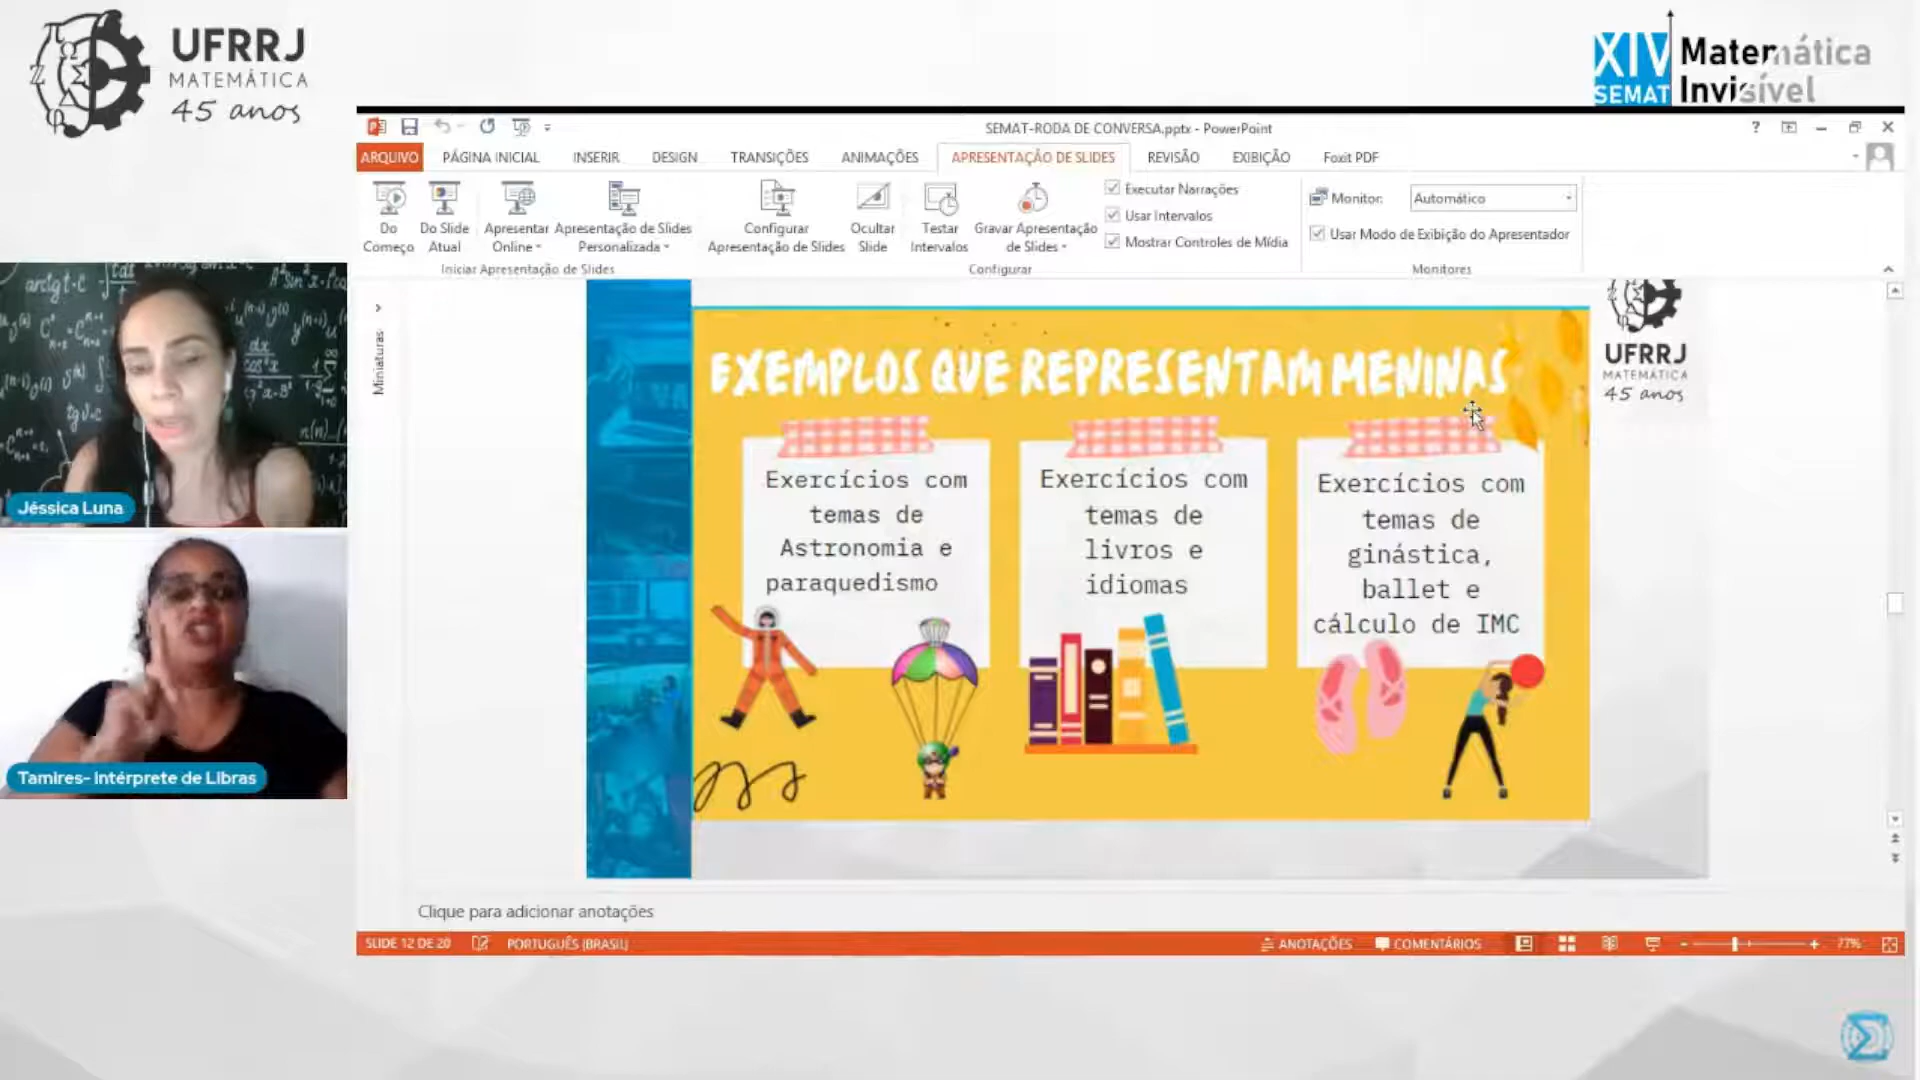 UFRRJ
MATEMÁTICA
45 anos
XIV
SEMAT
Matemática
Invisível
SEMAT-RODA DE CONVERSA.pptx - PowerPoint
ARQUIVO PÁGINA INICIAL INSERIR DESIGN TRANSIÇÕES ANIMAÇÕES APRESENTAÇÃO DE SLIDES REVISÃO EXIBIÇÃO Foxit PDF
Do Começo
Do Slide Atual
Apresentar Online
Apresentação de Slides Personalizada
Iniciar Apresentação de Slides
Configurar Apresentação de Slides
Ocultar Slide
Testar Intervalos
Gravar Apresentação de Slides
Executar Narrações
Usar Intervalos
Mostrar Controles de Mídia
Configurar
Monitor: Automático
Usar Modo de Exibição do Apresentador
Monitores
Miniaturas
EXEMPLOS QUE REPRESENTAM MENINAS
Exercícios com
temas de
Astronomia e
paraquedismo
Exercícios com
temas de
livros e
idiomas
Exercícios com
temas de
ginástica,
ballet e
cálculo de IMC
UFRRJ
MATEMÁTICA
45 anos
Jéssica Luna
Tamires- Intérprete de Libras
Clique para adicionar anotações
SLIDE 12 DE 20 PORTUGUÊS (BRASIL) ANOTAÇÕES COMENTÁRIOS 77%